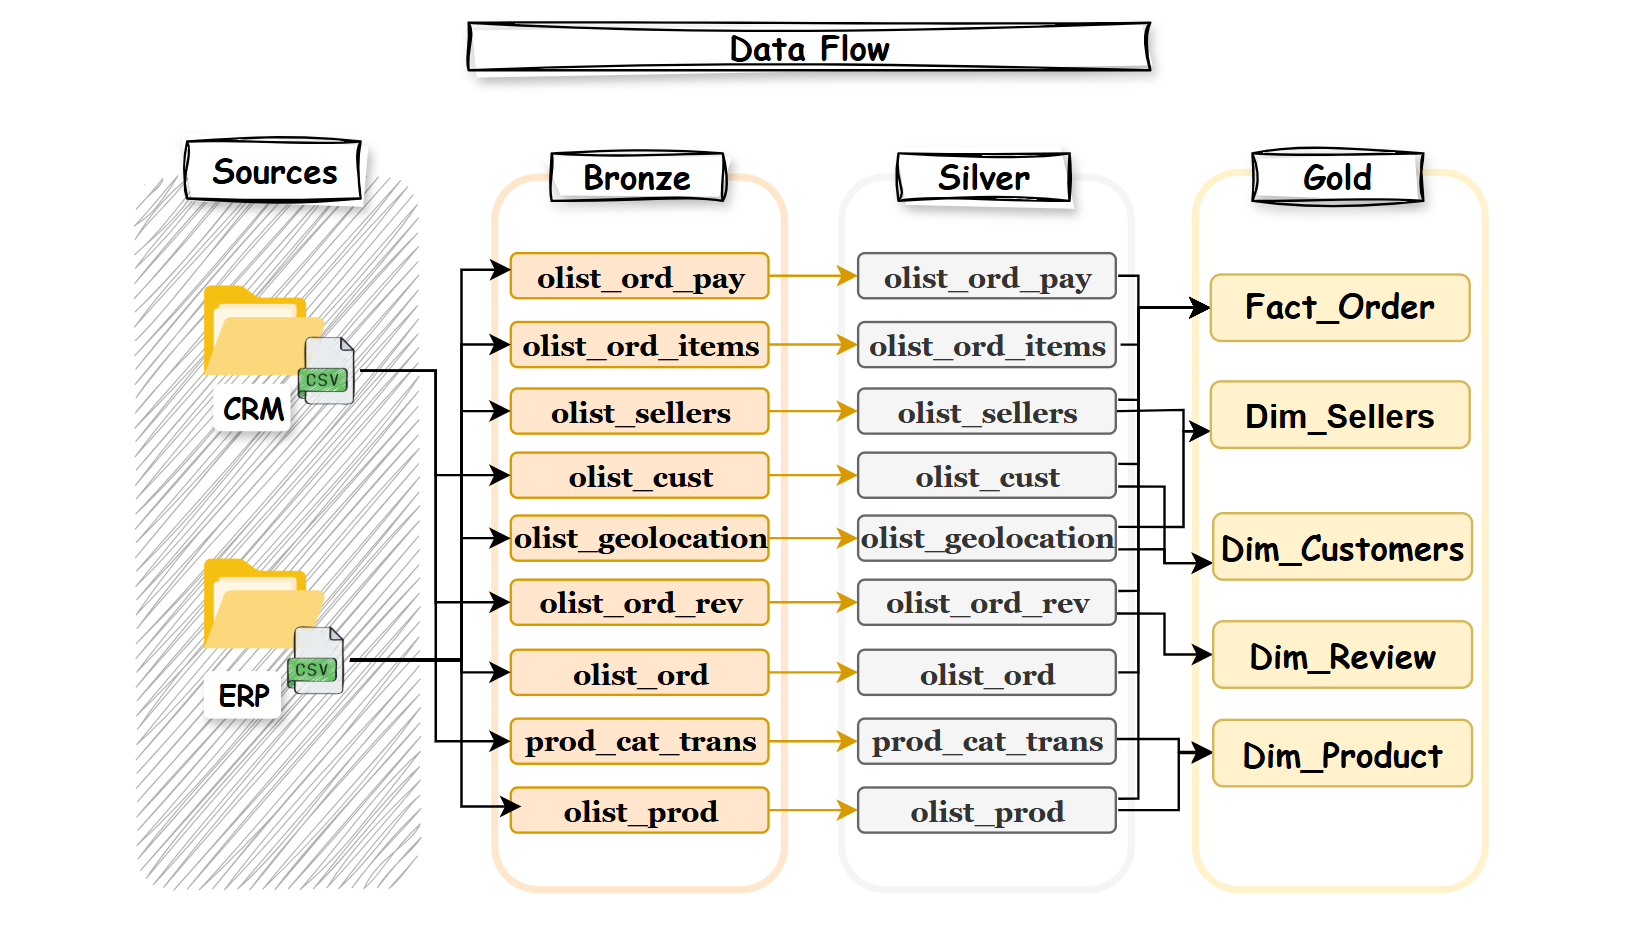 Data Flow
Sources
CSV
CRM
CSV
ERP
Bronze
olist_ord_pay
olist_ord_items
olist_sellers
olist_cust
olist_geolocation
olist_ord_rev
olist_ord
prod_cat_trans
olist_prod
Silver
olist_ord_pay
olist_ord_items
olist_sellers
olist_cust
olist_geolocation
olist_ord_rev
olist_ord
prod_cat_trans
olist_prod
Gold
Fact_Order
Dim_Sellers
Dim_Customers
Dim_Review
Dim_Product